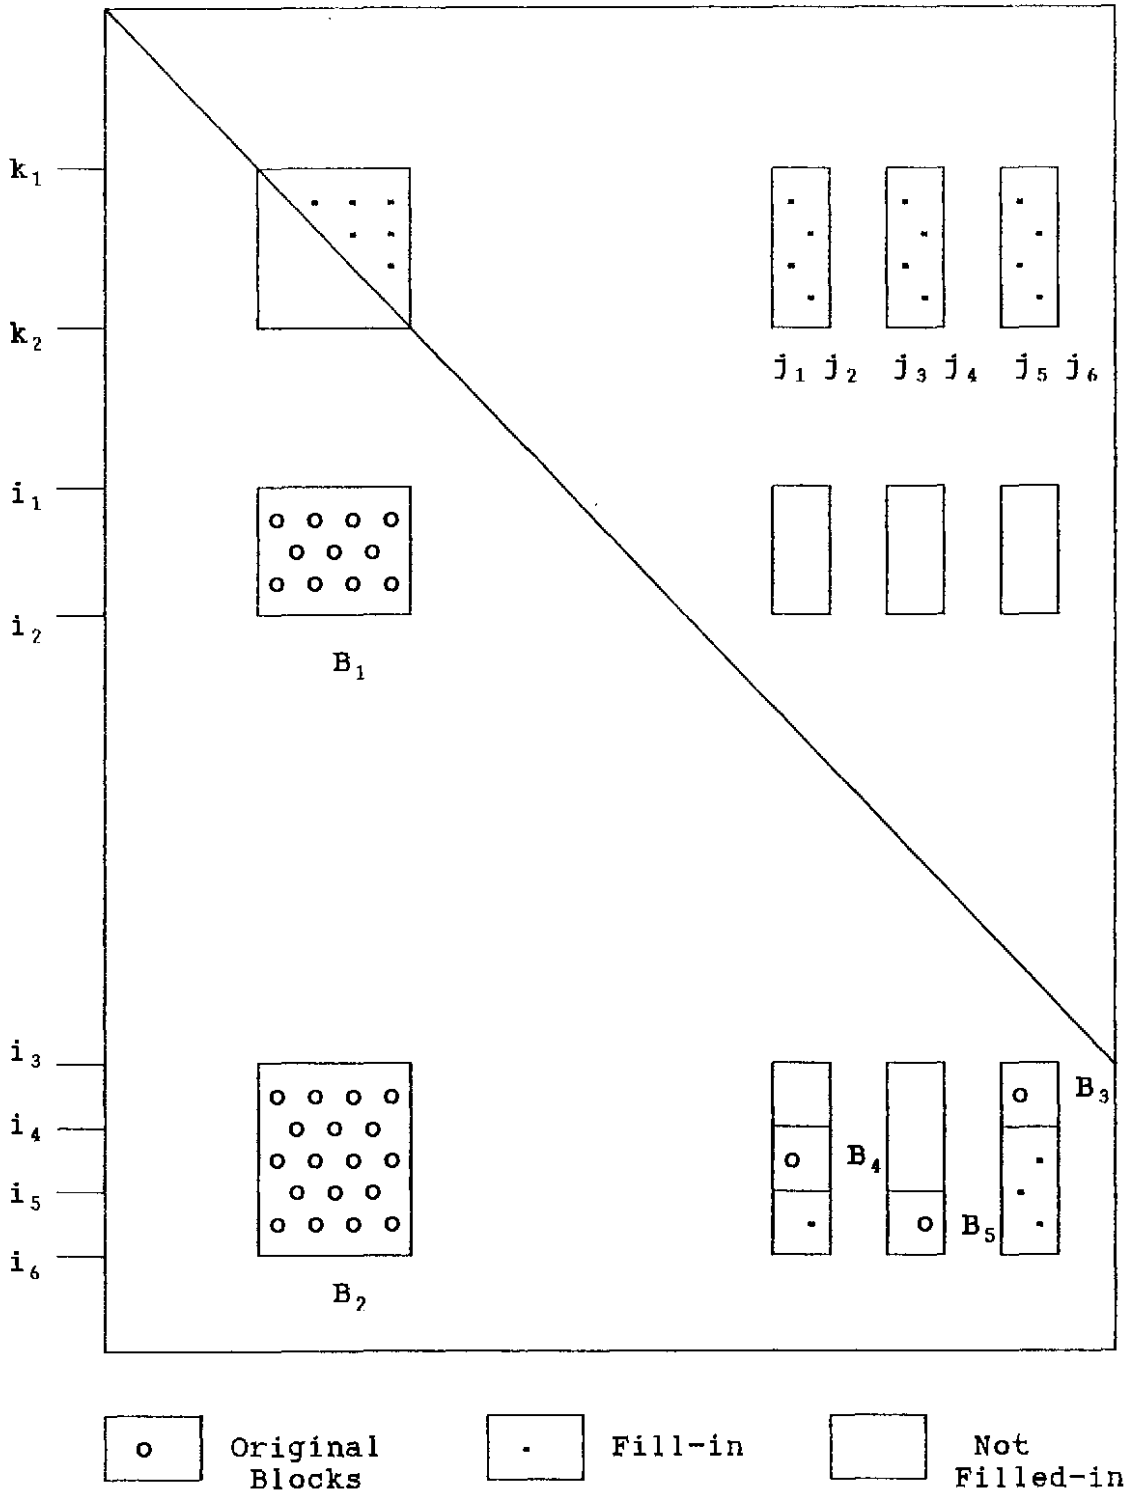 k₁
k₂
j₁ j₂ j₃ j₄ j₅ j₆
i₁
i₂
B₁
i₃
B₃
i₄
B₄
i₅
B₅
i₆
B₂
Original Blocks
Fill-in
Not Filled-in